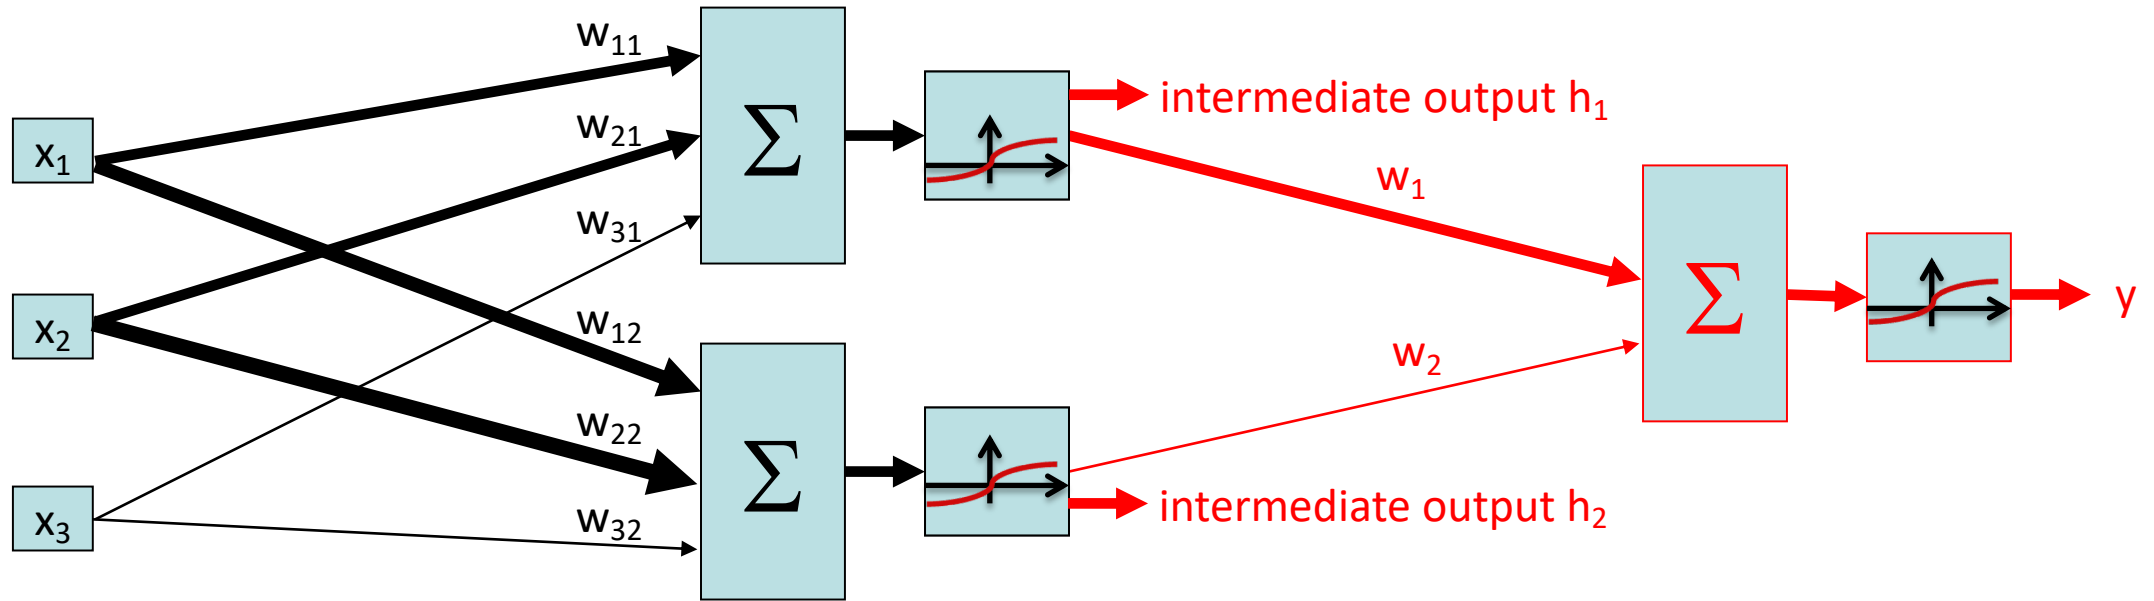 w₁₁
x₁
w₂₁
w₃₁
x₂
w₁₂
w₂₂
x₃
w₃₂
Σ
Σ
intermediate output h₁
intermediate output h₂
w₁
w₂
Σ
y